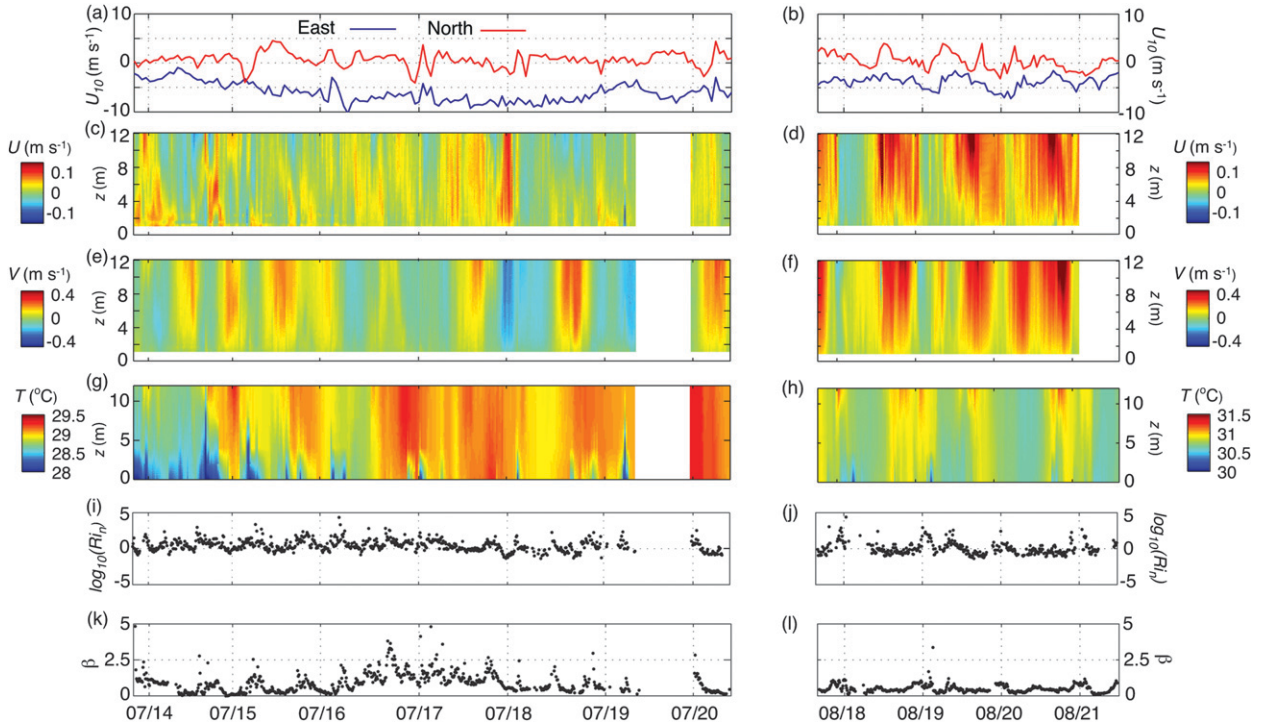 (a) East North
U10 (m s-1)
10
0
-10
(b)
10
0
-10
U10 (m s-1)
(c)
U (m s-1)
0.1
0
-0.1
z (m)
12
8
4
0
(d)
12
8
4
0
z (m)
U (m s-1)
0.1
0
-0.1
(e)
V (m s-1)
0.4
0
-0.4
z (m)
12
8
4
0
(f)
12
8
4
0
z (m)
V (m s-1)
0.4
0
-0.4
(g)
T (oC)
29.5
29
28.5
28
z (m)
10
5
0
(h)
10
5
0
z (m)
T (oC)
31.5
31
30.5
30
(i)
log10(Rin)
5
0
-5
(j)
5
0
-5
log10(Rin)
(k)
β
5
2.5
0
07/14 07/15 07/16 07/17 07/18 07/19 07/20
(l)
5
2.5
0
β
08/18 08/19 08/20 08/21